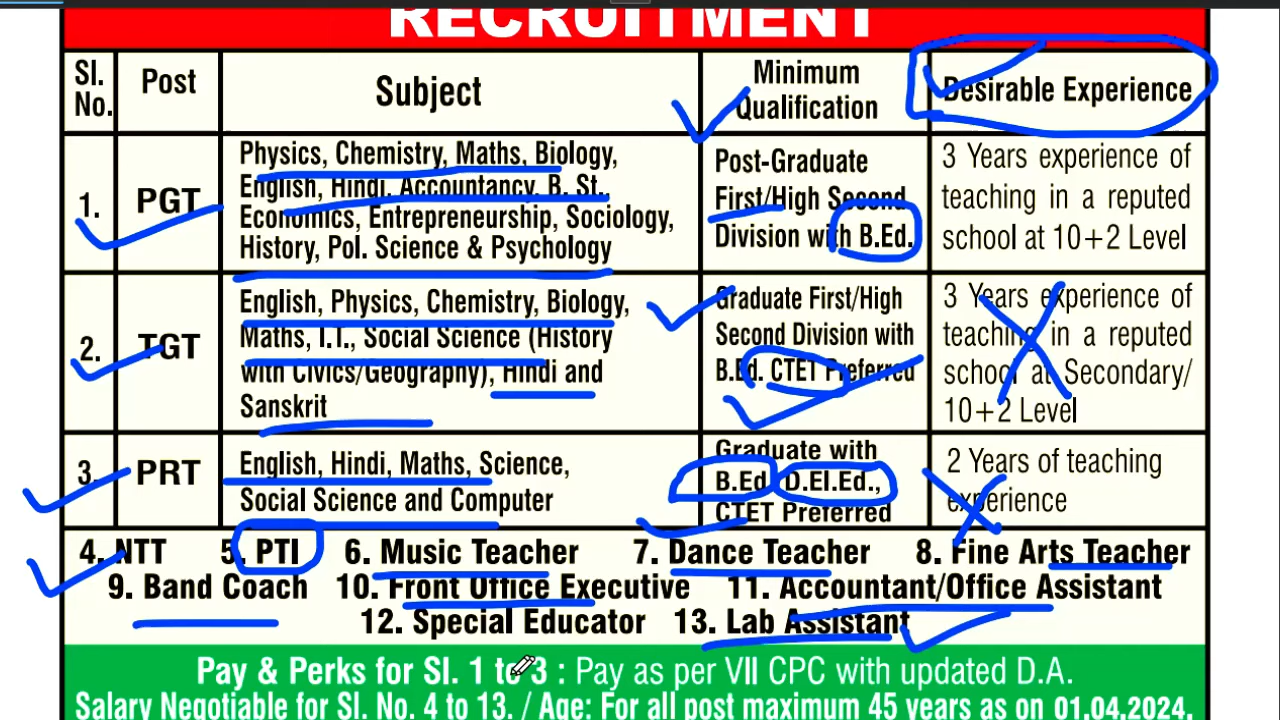 RECRUITMENT
Sl. No.
Post
Subject
Minimum Qualification
Desirable Experience
1.
PGT
Physics, Chemistry, Maths, Biology,
English, Hindi, Accountancy, B. St.,
Economics, Entrepreneurship, Sociology,
History, Pol. Science & Psychology
Post-Graduate
First/High Second
Division with B.Ed.
3 Years experience of
teaching in a reputed
school at 10+2 Level
2.
TGT
English, Physics, Chemistry, Biology,
Maths, I.T., Social Science (History
with Civics/Geography), Hindi and
Sanskrit
Graduate First/High
Second Division with
B.Ed. CTET Preferred
3 Years experience of
teaching in a reputed
school at Secondary/
10+2 Level
3.
PRT
English, Hindi, Maths, Science,
Social Science and Computer
Graduate with
B.Ed. D.El.Ed.,
CTET Preferred
2 Years of teaching
experience
4. NTT 5. PTI 6. Music Teacher 7. Dance Teacher 8. Fine Arts Teacher
9. Band Coach 10. Front Office Executive 11. Accountant/Office Assistant
12. Special Educator 13. Lab Assistant
Pay & Perks for Sl. 1 to 3 : Pay as per VII CPC with updated D.A.
Salary Negotiable for Sl. No. 4 to 13. / Age: For all post maximum 45 years as on 01.04.2024.